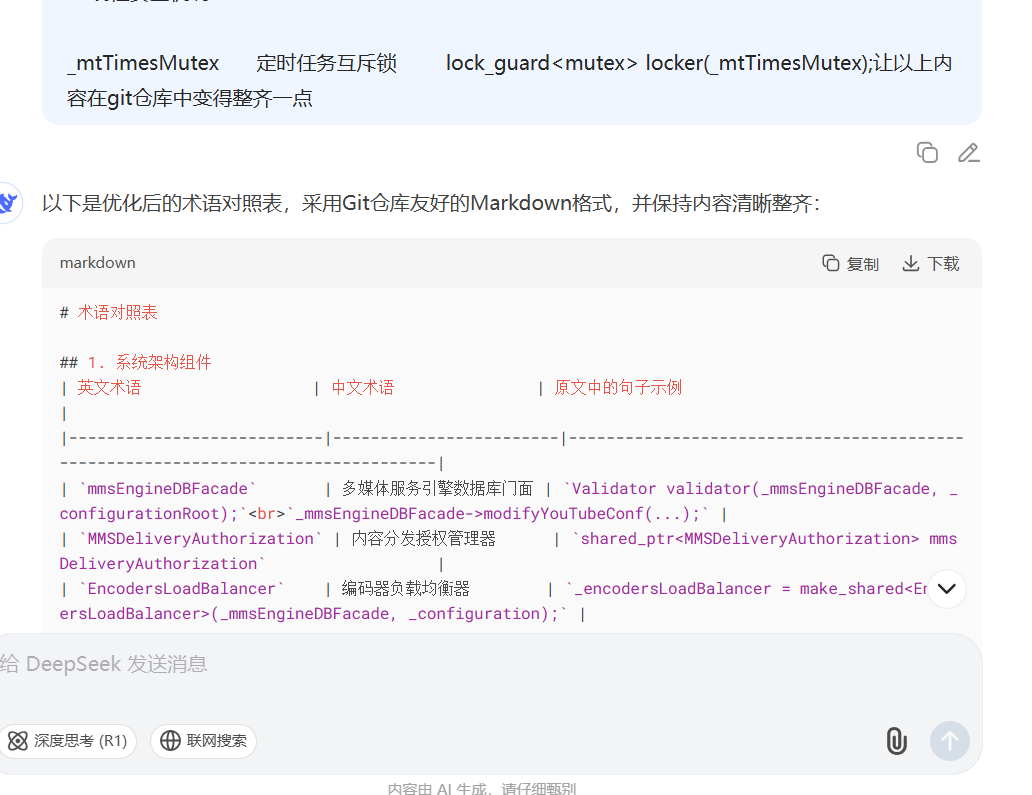 _mtTimesMutex 定时任务互斥锁 lock_guard<mutex> locker(_mtTimesMutex);让以上内
容在git仓库中变得整齐一点
以下是优化后的术语对照表，采用Git仓库友好的Markdown格式，并保持内容清晰整齐：
markdown 复制 下载
# 术语对照表
## 1. 系统架构组件
| 英文术语 | 中文术语 | 原文中的句子示例
|
|---------------------------|------------------------|------------------------------------------
----------------------------------------|
| `mmsEngineDBFacade` | 多媒体服务引擎数据库门面 | `Validator validator(_mmsEngineDBFacade, _
configurationRoot);`<br>`_mmsEngineDBFacade->modifyYouTubeConf(...);` |
| `MMSDeliveryAuthorization` | 内容分发授权管理器 | `shared_ptr<MMSDeliveryAuthorization> mms
DeliveryAuthorization` |
| `EncodersLoadBalancer` | 编码器负载均衡器 | `_encodersLoadBalancer = make_shared<En
ersLoadBalancer>(_mmsEngineDBFacade, _configuration);` |
给 DeepSeek 发送消息
深度思考 (R1) 联网搜索
内容由 AI 生成，请仔细甄别